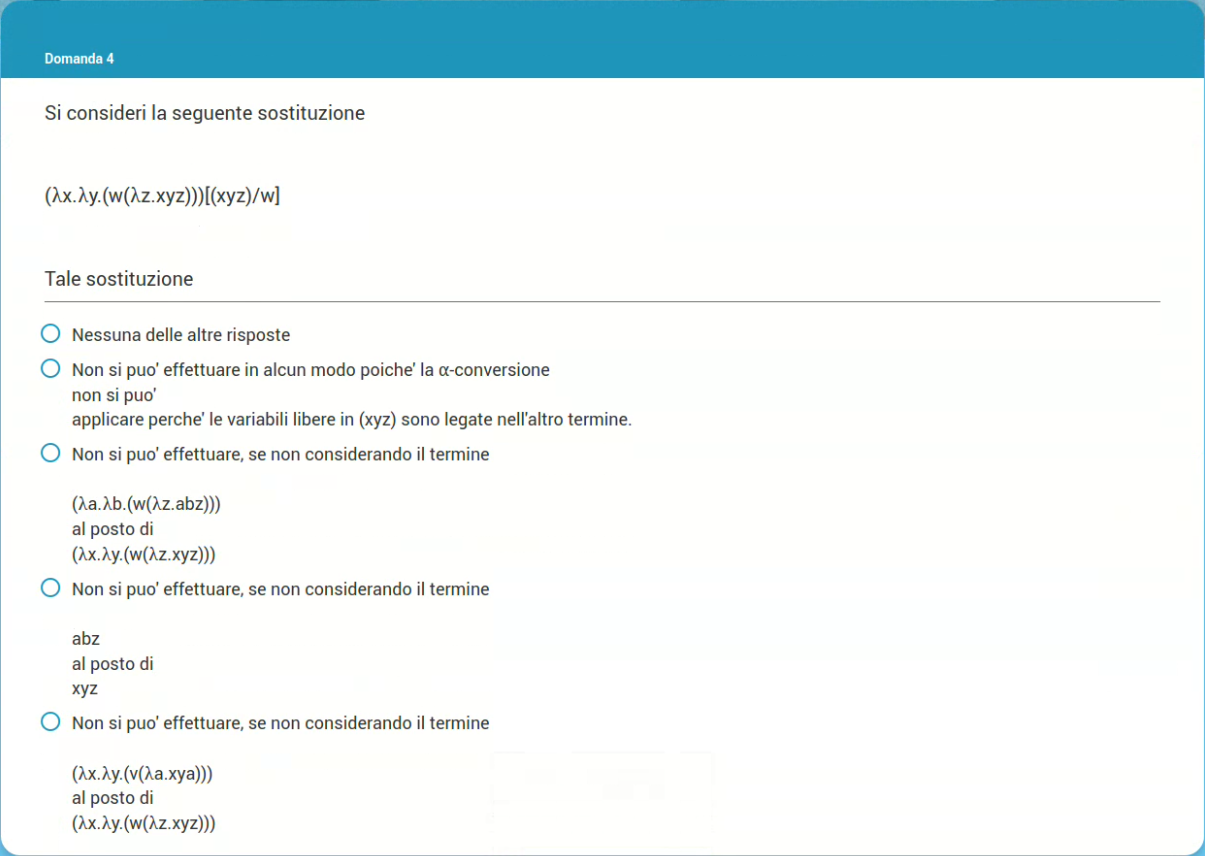 Domanda 4
Si consideri la seguente sostituzione
(λx.λy.(w(λz.xyz)))[(xyz)/w]
Tale sostituzione
Nessuna delle altre risposte
Non si puo' effettuare in alcun modo poiche' la α-conversione
non si puo'
applicare perche' le variabili libere in (xyz) sono legate nell'altro termine.
Non si puo' effettuare, se non considerando il termine
(λa.λb.(w(λz.abz)))
al posto di
(λx.λy.(w(λz.xyz)))
Non si puo' effettuare, se non considerando il termine
abz
al posto di
xyz
Non si puo' effettuare, se non considerando il termine
(λx.λy.(v(λa.xya)))
al posto di
(λx.λy.(w(λz.xyz)))